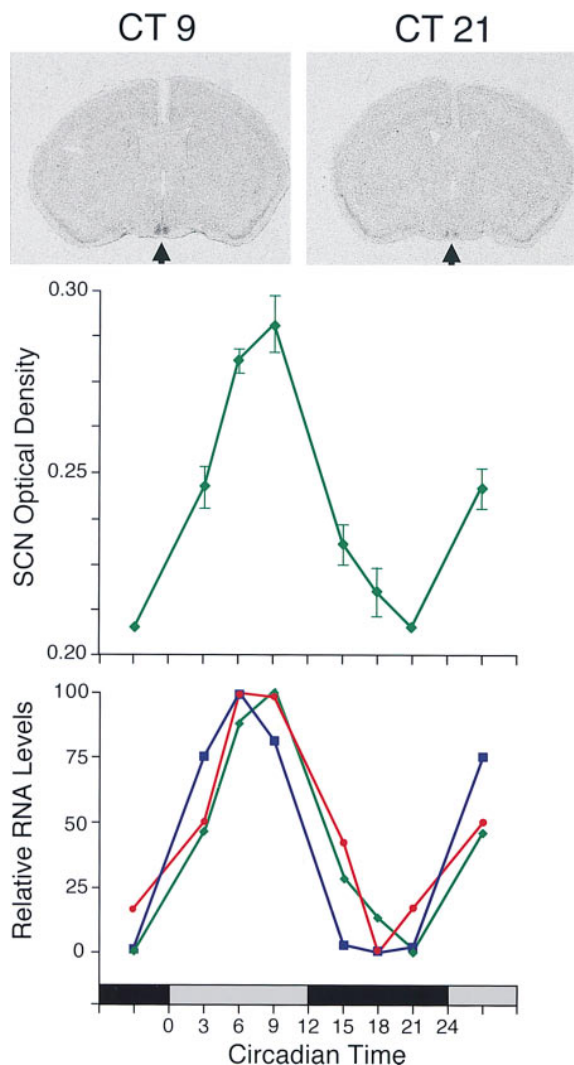 CT 9 CT 21
0.30
0.25
0.20
SCN Optical Density
100
75
50
25
0
Relative RNA Levels
0 3 6 9 12 15 18 21 24
Circadian Time